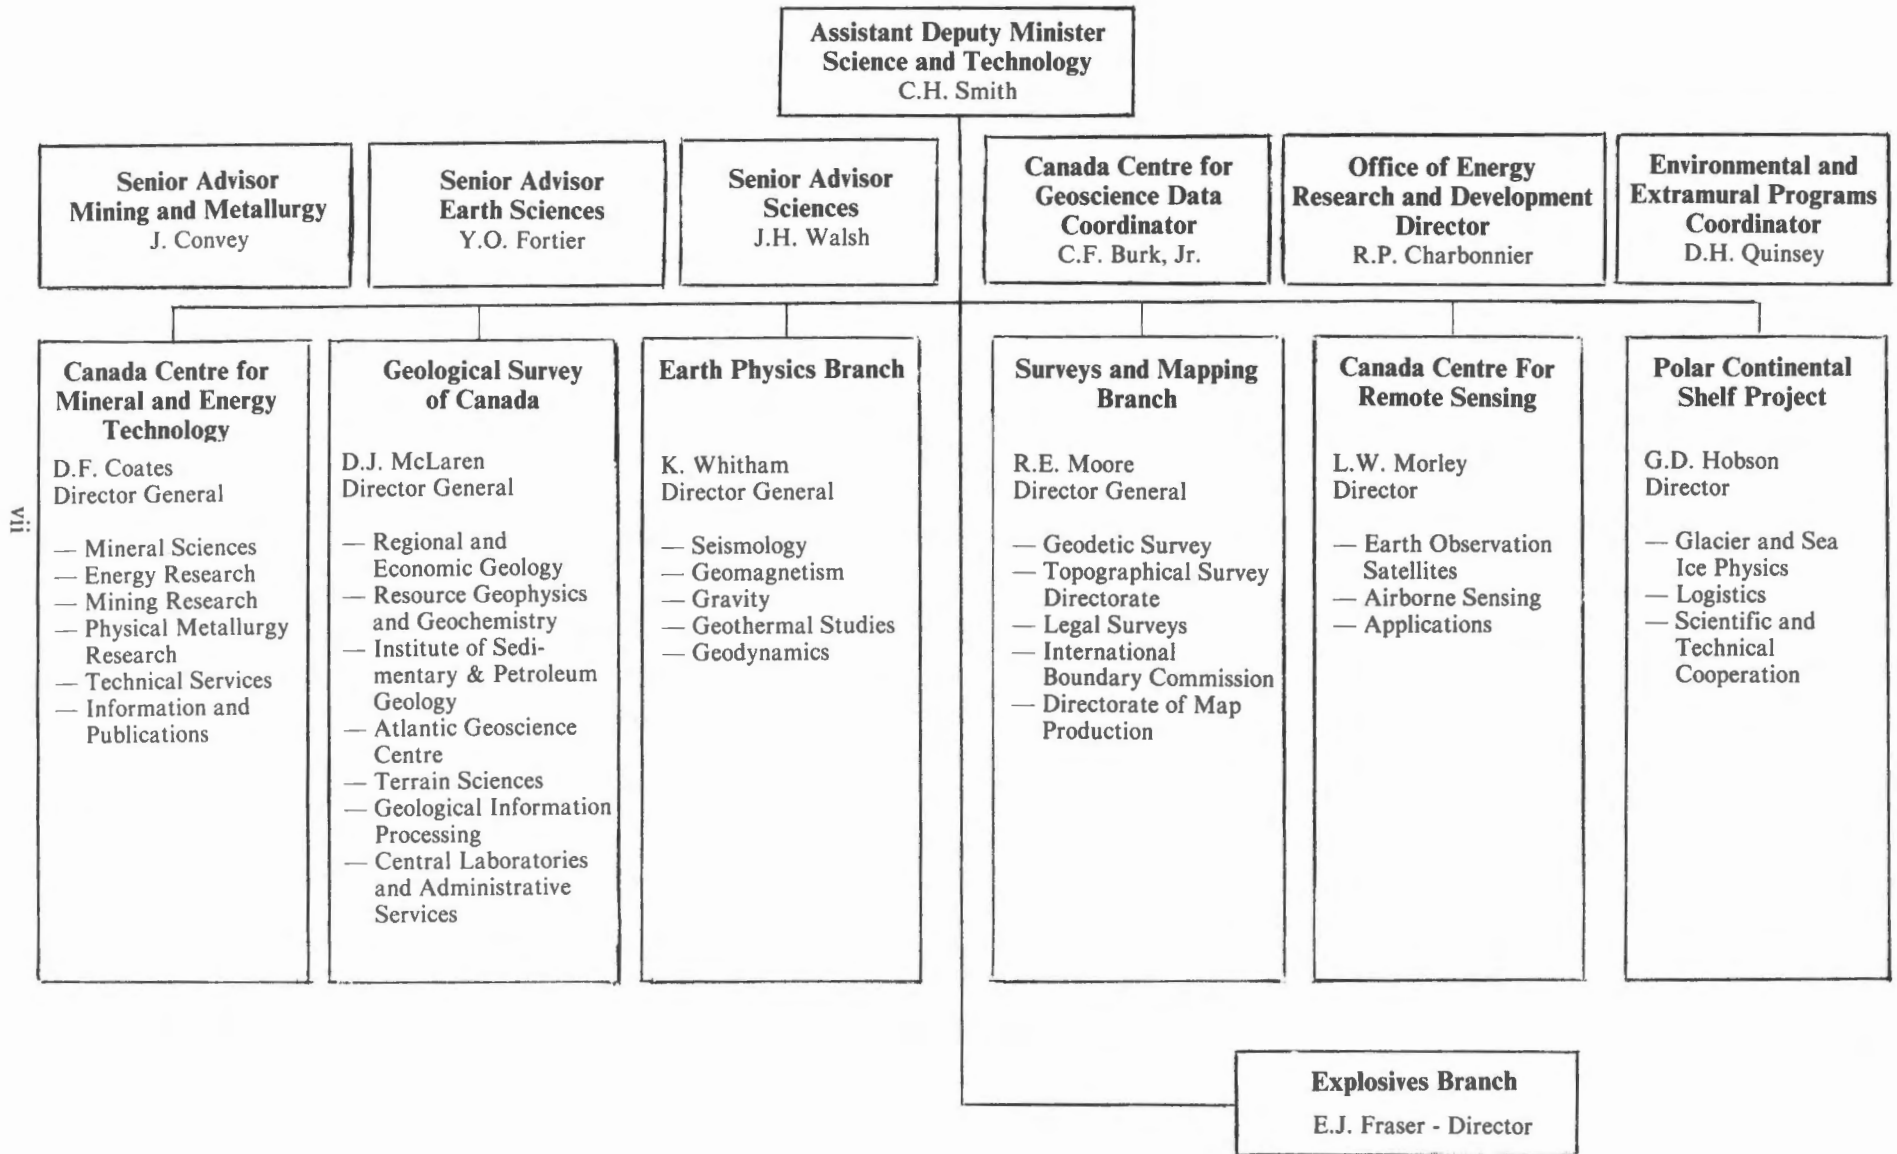 Assistant Deputy Minister
Science and Technology
C.H. Smith
Senior Advisor
Mining and Metallurgy
J. Convey
Senior Advisor
Earth Sciences
Y.O. Fortier
Senior Advisor
Sciences
J.H. Walsh
Canada Centre for
Geoscience Data
Coordinator
C.F. Burk, Jr.
Office of Energy
Research and Development
Director
R.P. Charbonnier
Environmental and
Extramural Programs
Coordinator
D.H. Quinsey
Canada Centre for
Mineral and Energy
Technology
D.F. Coates
Director General
— Mineral Sciences
— Energy Research
— Mining Research
— Physical Metallurgy
Research
— Technical Services
— Information and
Publications
Geological Survey
of Canada
D.J. McLaren
Director General
— Regional and
Economic Geology
— Resource Geophysics
and Geochemistry
— Institute of Sedi-
mentary & Petroleum
Geology
— Atlantic Geoscience
Centre
— Terrain Sciences
— Geological Information
Processing
— Central Laboratories
and Administrative
Services
Earth Physics Branch
K. Whitham
Director General
— Seismology
— Geomagnetism
— Gravity
— Geothermal Studies
— Geodynamics
Surveys and Mapping
Branch
R.E. Moore
Director General
— Geodetic Survey
— Topographical Survey
Directorate
— Legal Surveys
— International
Boundary Commission
— Directorate of Map
Production
Canada Centre For
Remote Sensing
L.W. Morley
Director
— Earth Observation
Satellites
— Airborne Sensing
— Applications
Polar Continental
Shelf Project
G.D. Hobson
Director
— Glacier and Sea
Ice Physics
— Logistics
— Scientific and
Technical
Cooperation
Explosives Branch
E.J. Fraser - Director
vii